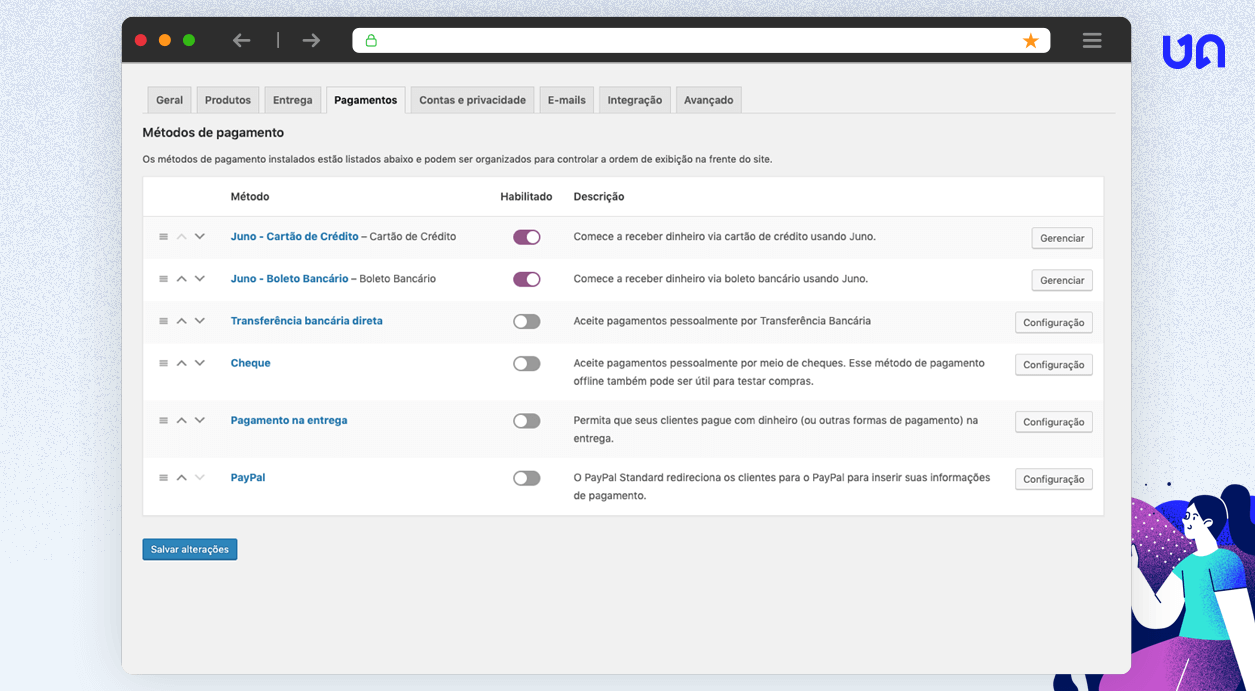 Geral Produtos Entrega Pagamentos Contas e privacidade E-mails Integração Avançado
Métodos de pagamento
Os métodos de pagamento instalados estão listados abaixo e podem ser organizados para controlar a ordem de exibição na frente do site.
Método Habilitado Descrição
Juno - Cartão de Crédito – Cartão de Crédito Comece a receber dinheiro via cartão de crédito usando Juno. Gerenciar
Juno - Boleto Bancário – Boleto Bancário Comece a receber dinheiro via boleto bancário usando Juno. Gerenciar
Transferência bancária direta Aceite pagamentos pessoalmente por Transferência Bancária Configuração
Cheque Aceite pagamentos pessoalmente por meio de cheques. Esse método de pagamento Configuração
offline também pode ser útil para testar compras.
Pagamento na entrega Permita que seus clientes pague com dinheiro (ou outras formas de pagamento) na Configuração
entrega.
PayPal O PayPal Standard redireciona os clientes para o PayPal para inserir suas informações Configuração
de pagamento.
Salvar alterações